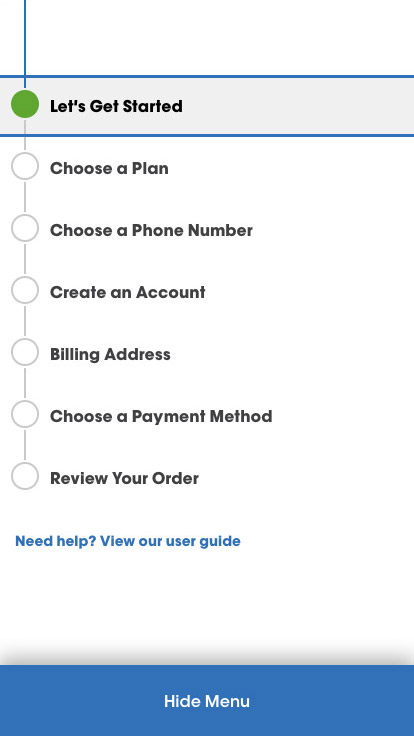 Let's Get Started
Choose a Plan
Choose a Phone Number
Create an Account
Billing Address
Choose a Payment Method
Review Your Order
Need help? View our user guide
Hide Menu